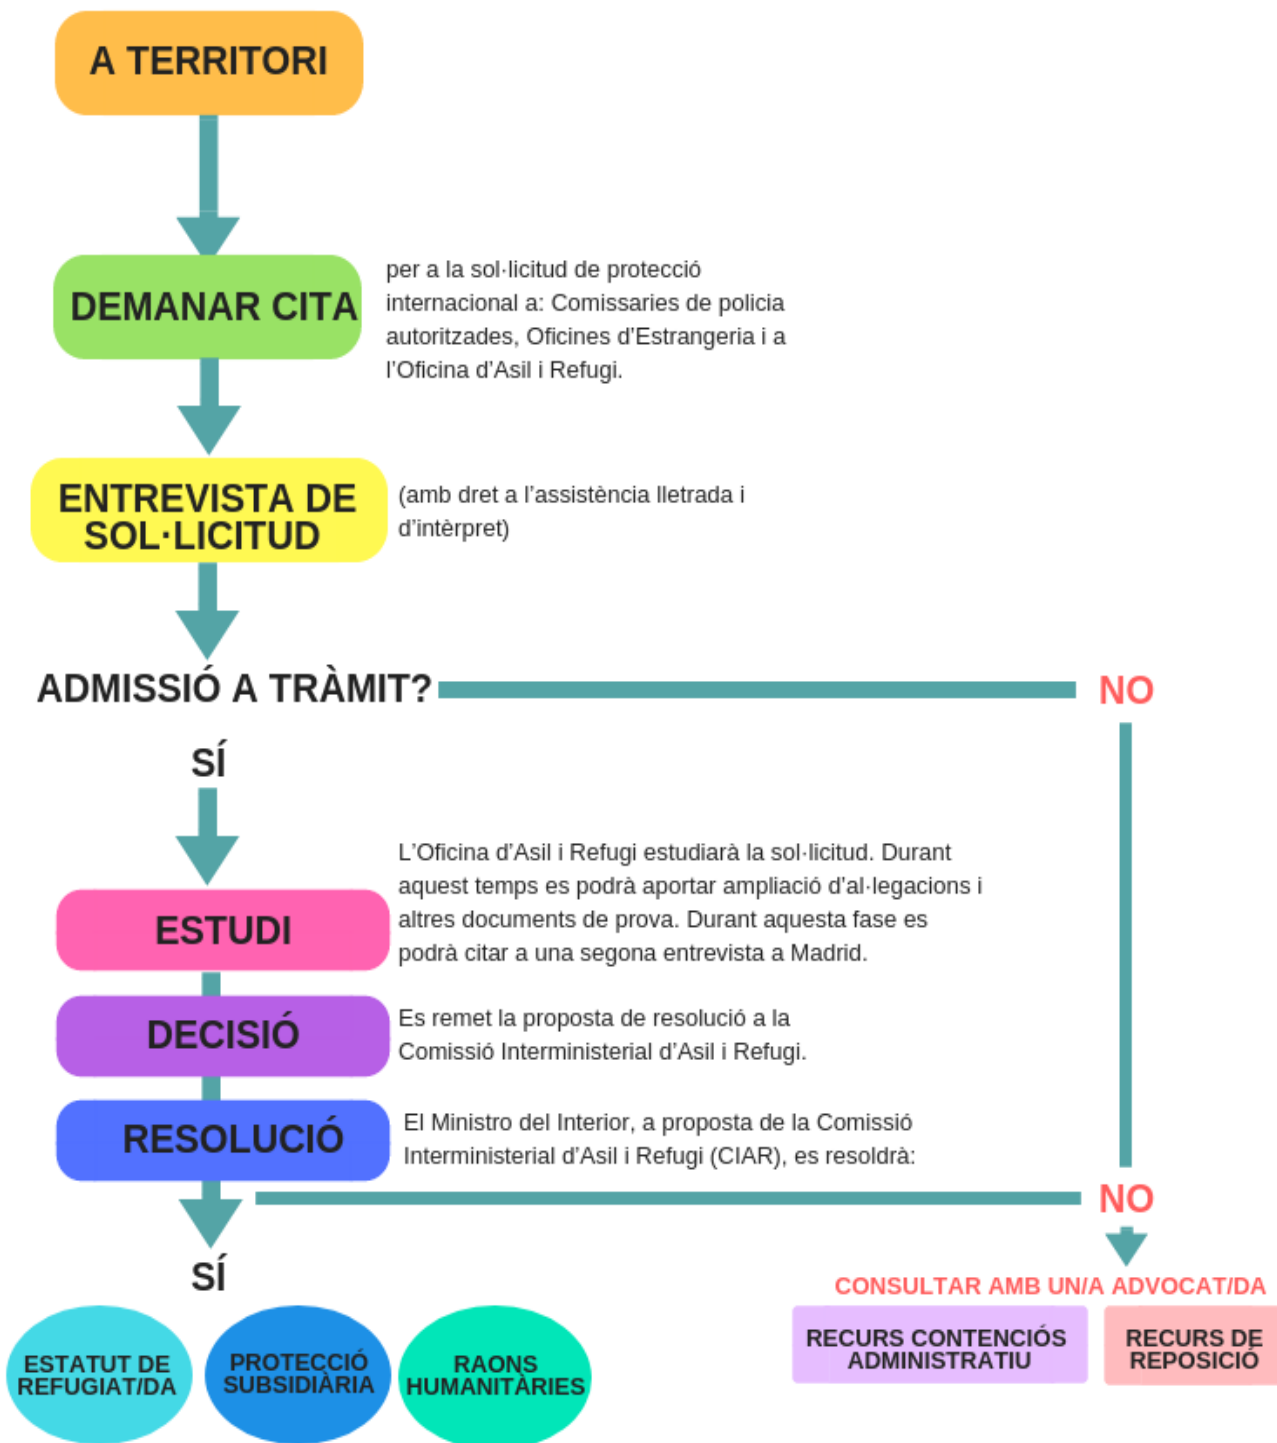 A TERRITORI
DEMANAR CITA
per a la sol·licitud de protecció
internacional a: Comissaries de policia
autoritzades, Oficines d'Estrangeria i a
l'Oficina d'Asil i Refugi.
ENTREVISTA DE
SOL·LICITUD
(amb dret a l'assistència lletrada i
d'intèrpret)
ADMISSIÓ A TRÀMIT?
NO
SÍ
ESTUDI
L'Oficina d'Asil i Refugi estudiarà la sol·licitud. Durant
aquest temps es podrà aportar ampliació d'al·legacions i
altres documents de prova. Durant aquesta fase es
podrà citar a una segona entrevista a Madrid.
DECISIÓ
Es remet la proposta de resolució a la
Comissió Interministerial d'Asil i Refugi.
RESOLUCIÓ
El Ministro del Interior, a proposta de la Comissió
Interministerial d'Asil i Refugi (CIAR), es resoldrà:
NO
SÍ
CONSULTAR AMB UN/A ADVOCAT/DA
ESTATUT DE
REFUGIAT/DA
PROTECCIÓ
SUBSIDIÀRIA
RAONS
HUMANITÀRIES
RECURS CONTENCIÓS
ADMINISTRATIU
RECURS DE
REPOSICIÓ